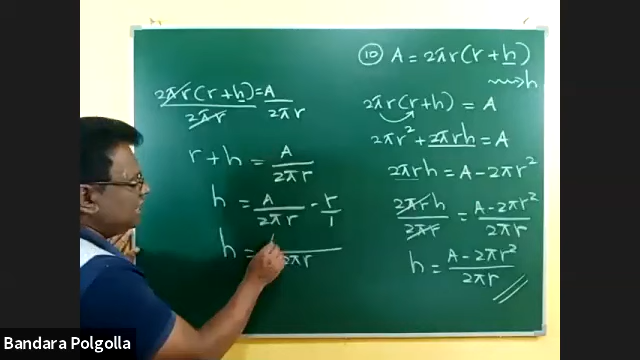 ⑩ A = 2πr(r + h)
⟿ h
2πr(r+h)/2πr = A/2πr
r + h = A/2πr
h = A/2πr - r/1
h = /2πr
2πr(r+h) = A
2πr² + 2πrh = A
2πrh = A - 2πr²
2πrh/2πr = A - 2πr²/2πr
h = A - 2πr²/2πr
Bandara Polgolla